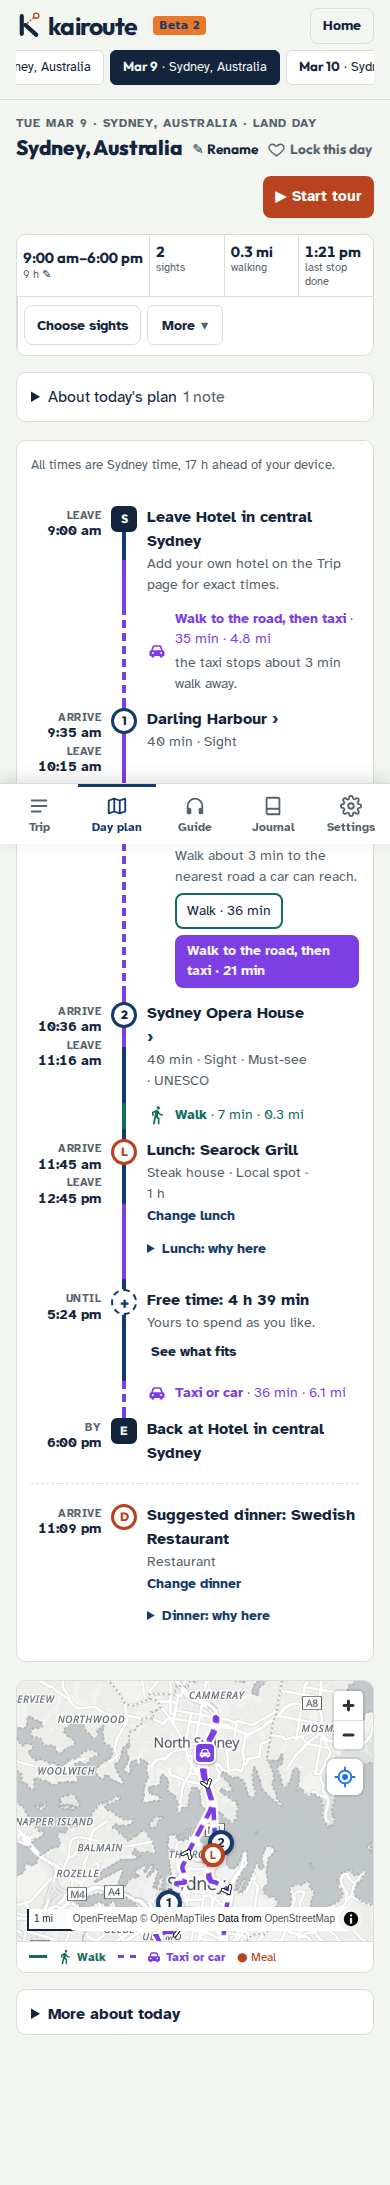 kairoute
Beta 2
Home
ney, Australia
Mar 9 · Sydney, Australia
Mar 10 · Syd
TUE MAR 9 · SYDNEY, AUSTRALIA · LAND DAY
Sydney, Australia
✎ Rename
Lock this day
▶ Start tour
9:00 am–6:00 pm
9 h ✎
2
sights
0.3 mi
walking
1:21 pm
last stop
done
Choose sights
More ▾
▶ About today's plan 1 note
All times are Sydney time, 17 h ahead of your device.
LEAVE
9:00 am
S
Leave Hotel in central
Sydney
Add your own hotel on the Trip
page for exact times.
Walk to the road, then taxi ·
35 min · 4.8 mi
the taxi stops about 3 min
walk away.
ARRIVE
9:35 am
LEAVE
10:15 am
1
Darling Harbour ›
40 min · Sight
Trip
Day plan
Guide
Journal
Settings
Walk about 3 min to the
nearest road a car can reach.
Walk · 36 min
Walk to the road, then
taxi · 21 min
ARRIVE
10:36 am
LEAVE
11:16 am
2
Sydney Opera House
›
40 min · Sight · Must-see
· UNESCO
Walk · 7 min · 0.3 mi
ARRIVE
11:45 am
LEAVE
12:45 pm
L
Lunch: Searock Grill
Steak house · Local spot ·
1 h
Change lunch
▶ Lunch: why here
UNTIL
5:24 pm
+
Free time: 4 h 39 min
Yours to spend as you like.
See what fits
Taxi or car · 36 min · 6.1 mi
BY
6:00 pm
E
Back at Hotel in central
Sydney
ARRIVE
11:09 pm
D
Suggested dinner: Swedish
Restaurant
Restaurant
Change dinner
▶ Dinner: why here
ERVIEW
CAMMERAY
A8
NORTHWOOD
MOSM
North Sydney
WOOLWICH
NAPPER ISLAND
BALMAIN
2
L
ROZELLE
Sydney
M4
A4
1
+
−
1 mi
OpenFreeMap © OpenMapTiles Data from OpenStreetMap
Walk
Taxi or car
Meal
▶ More about today